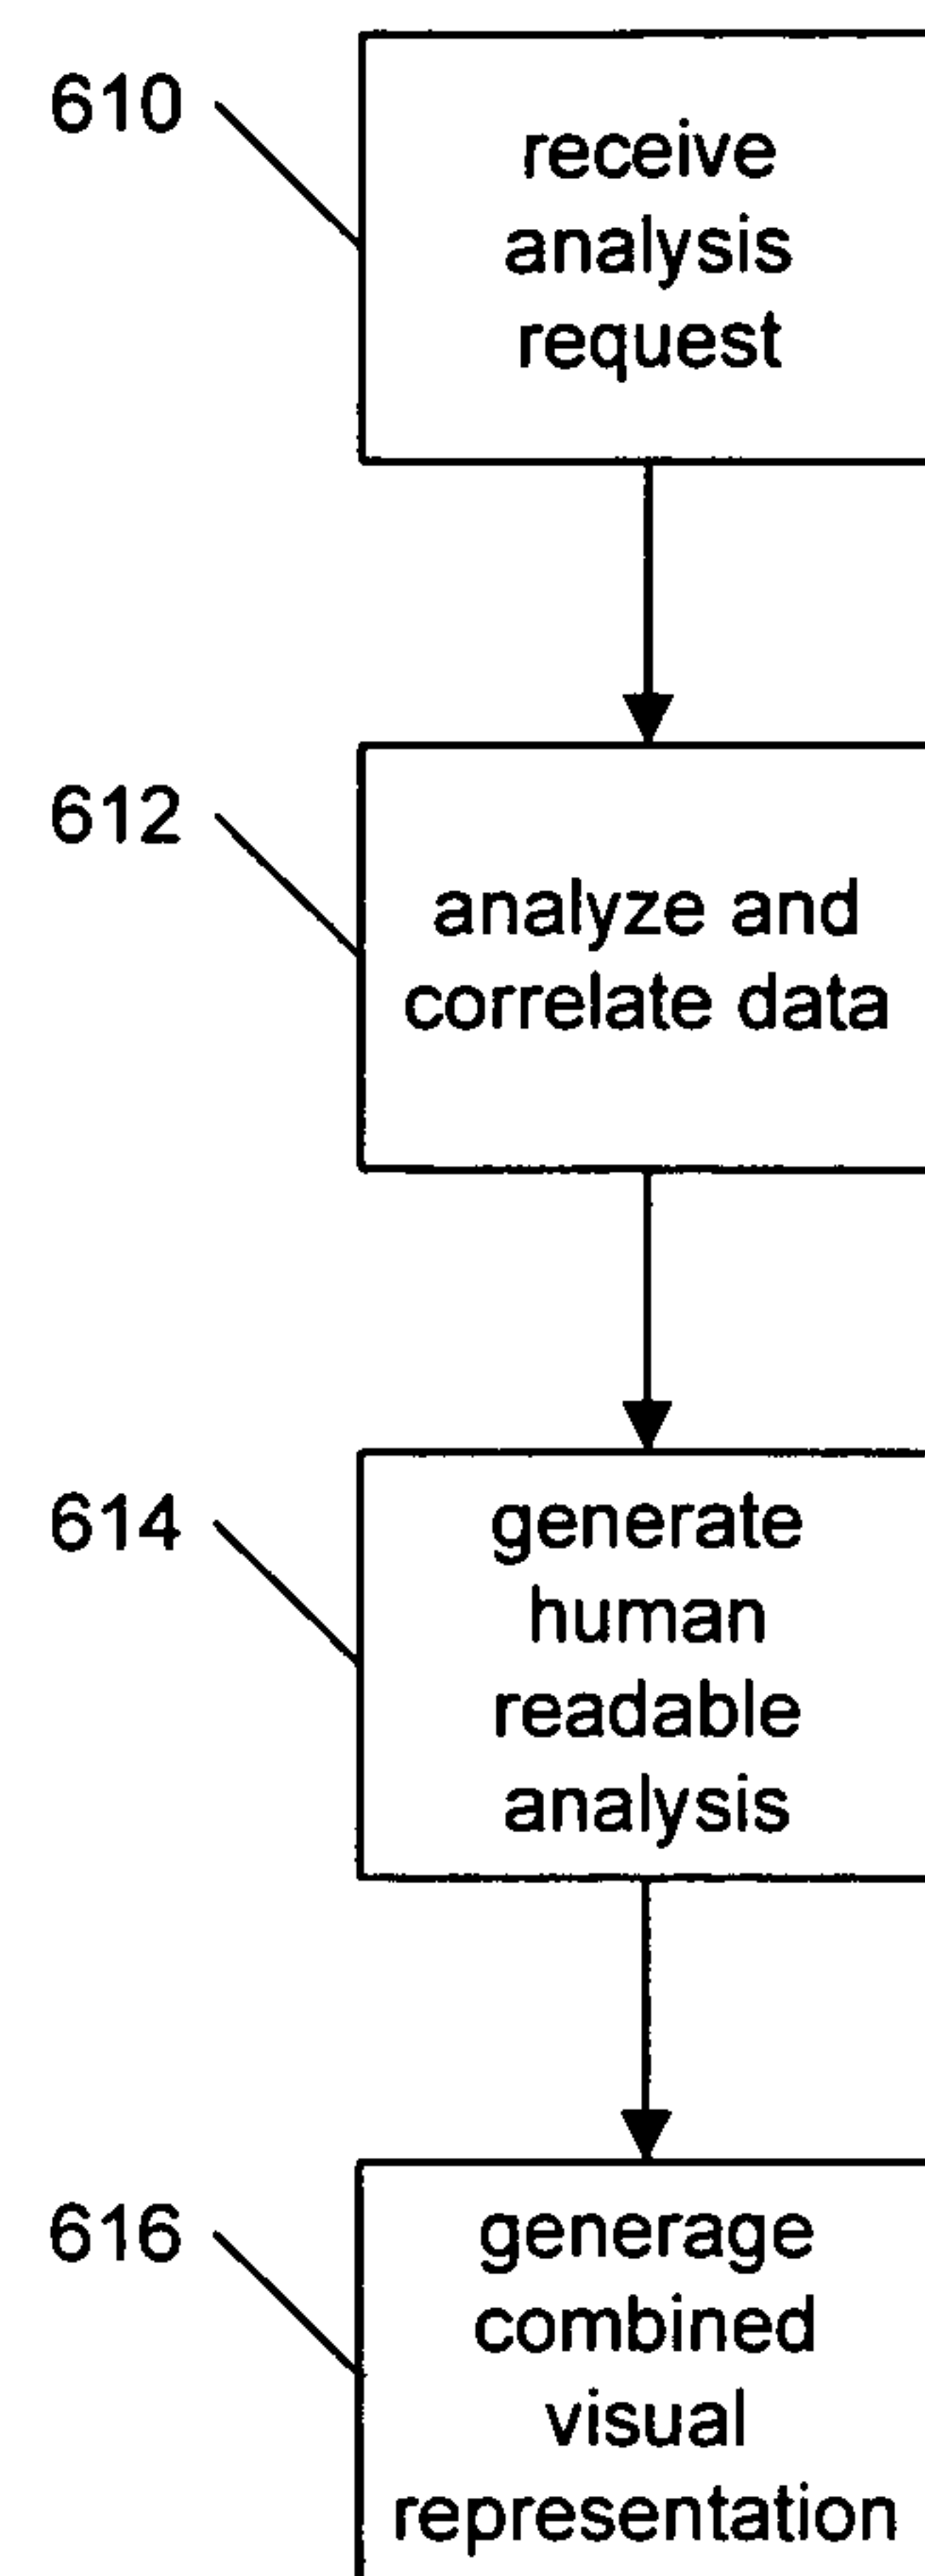 610
receive
analysis
request
612
analyze and
correlate data
614
generate
human
readable
analysis
616
generage
combined
visual
representation